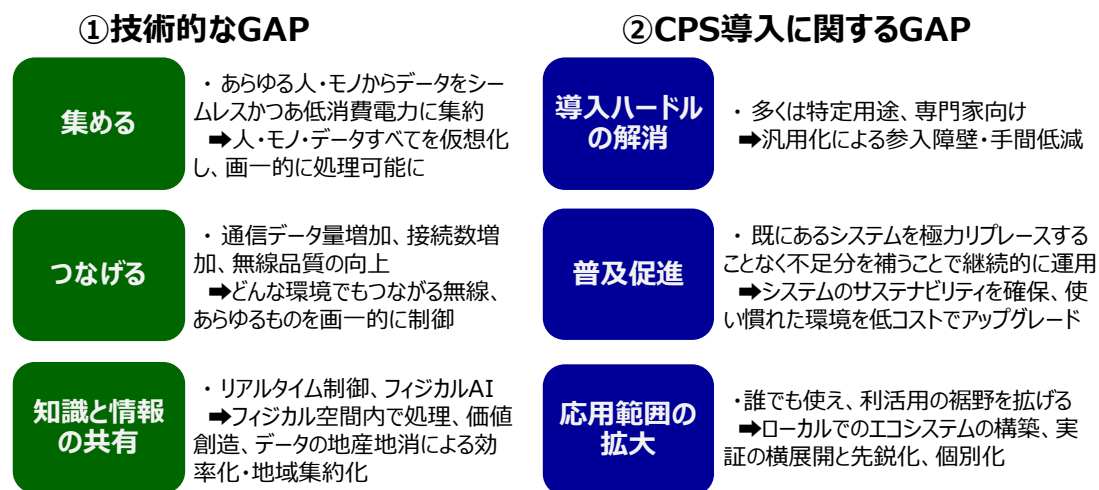 ①技術的なGAP
集める
・ あらゆる人・モノからデータをシー
ムレスかつあ低消費電力に集約
➡人・モノ・データすべてを仮想化
し、画一的に処理可能に
つなげる
・ 通信データ量増加、接続数増
加、無線品質の向上
➡どんな環境でもつながる無線、
あらゆるものを画一的に制御
知識と情報
の共有
・ リアルタイム制御、フィジカルAI
➡フィジカル空間内で処理、価値
創造、データの地産地消による効
率化・地域集約化
②CPS導入に関するGAP
導入ハードル
の解消
・ 多くは特定用途、専門家向け
➡汎用化による参入障壁・手間低減
普及促進
・ 既にあるシステムを極力リプレースする
ことなく不足分を補うことで継続的に運用
➡システムのサステナビリティを確保、使
い慣れた環境を低コストでアップグレード
応用範囲の
拡大
・誰でも使え、利活用の裾野を拡げる
➡ローカルでのエコシステムの構築、実
証の横展開と先鋭化、個別化